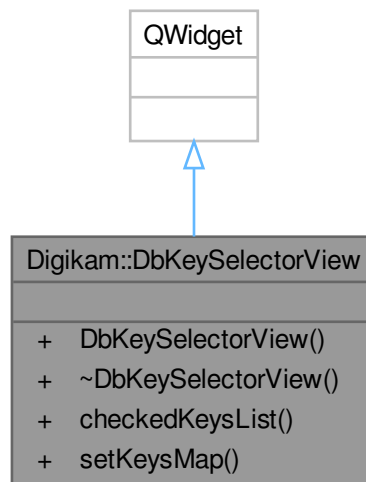 QWidget
Digikam::DbKeySelectorView
+ DbKeySelectorView()
+ ~DbKeySelectorView()
+ checkedKeysList()
+ setKeysMap()